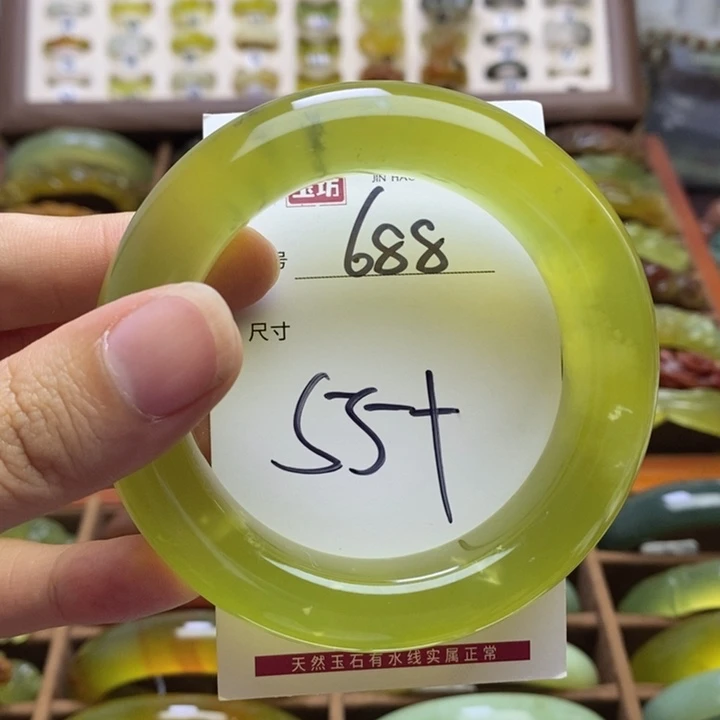 玉坊
JIN HAO
号 688
尺寸
55+
天然玉石有水线实属正常